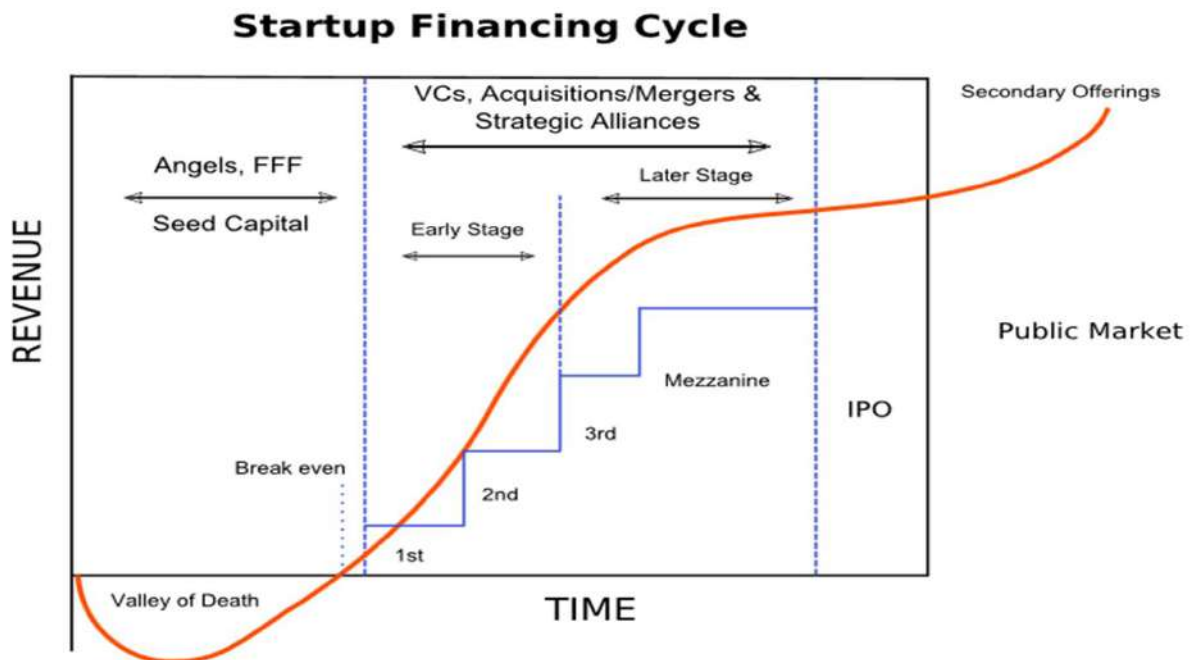 Startup Financing Cycle
VCs, Acquisitions/Mergers &
Strategic Alliances
Secondary Offerings
Angels, FFF
Later Stage
Seed Capital
Early Stage
REVENUE
Public Market
Mezzanine
IPO
3rd
Break even
2nd
1st
Valley of Death
TIME